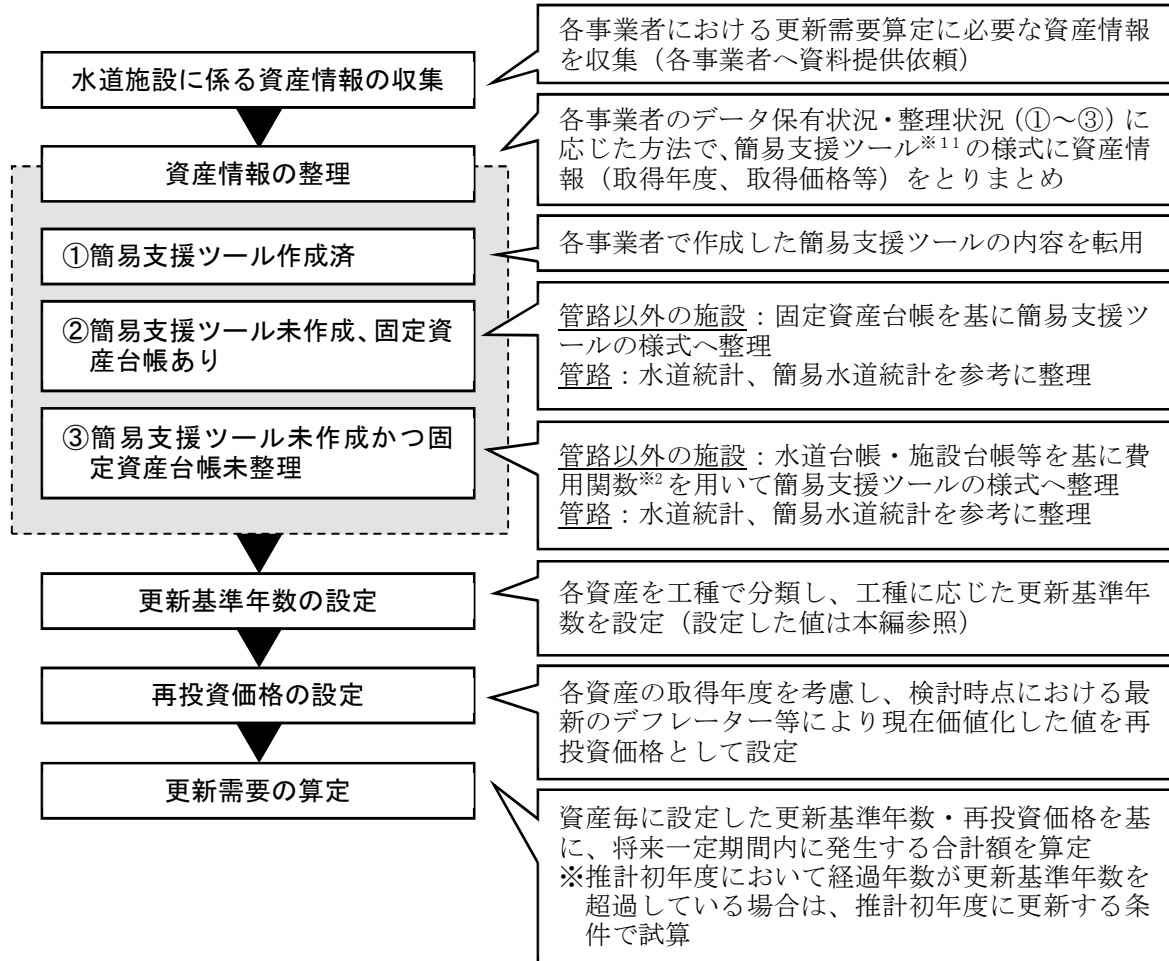 水道施設に係る資産情報の収集
各事業者における更新需要算定に必要な資産情報
を収集（各事業者へ資料提供依頼）
資産情報の整理
各事業者のデータ保有状況・整理状況（①～③）に
応じた方法で、簡易支援ツール※11の様式に資産情
報（取得年度、取得価格等）をとりまとめ
①簡易支援ツール作成済
各事業者で作成した簡易支援ツールの内容を転用
②簡易支援ツール未作成、固定資
産台帳あり
管路以外の施設：固定資産台帳を基に簡易支援ツ
ールの様式へ整理
管路：水道統計、簡易水道統計を参考に整理
③簡易支援ツール未作成かつ固
定資産台帳未整理
管路以外の施設：水道台帳・施設台帳等を基に費
用関数※2を用いて簡易支援ツールの様式へ整理
管路：水道統計、簡易水道統計を参考に整理
更新基準年数の設定
各資産を工種で分類し、工種に応じた更新基準年
数を設定（設定した値は本編参照）
再投資価格の設定
各資産の取得年度を考慮し、検討時点における最
新のデフレーター等により現在価値化した値を再
投資価格として設定
更新需要の算定
資産毎に設定した更新基準年数・再投資価格を基
に、将来一定期間内に発生する合計額を算定
※推計初年度において経過年数が更新基準年数を
超過している場合は、推計初年度に更新する条
件で試算